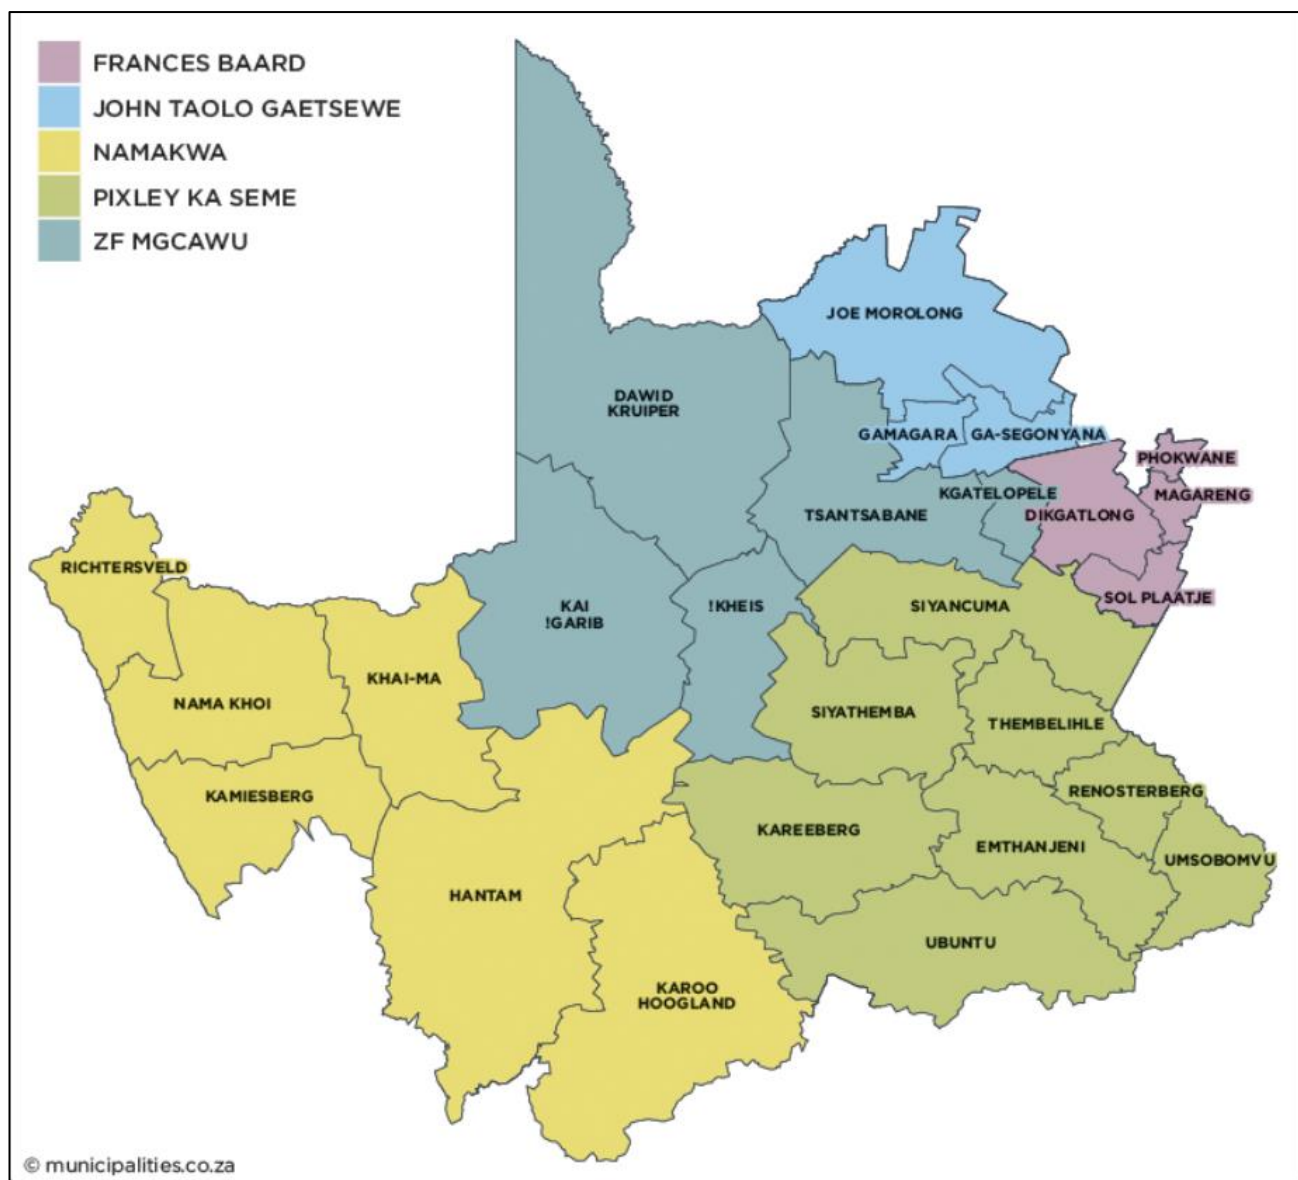 FRANCES BAARD
JOHN TAOLO GAETSEWE
NAMAKWA
PIXLEY KA SEME
ZF MGCAWU
JOE MOROLONG
DAWID
KRUIPER
GAMAGARA
GA-SEGONYANA
PHOKWANE
KGATELOPELE
MAGARENG
TSANTSABANE
DIKGATLONG
RICHTERSVELD
KAI
!GARIB
!KHEIS
SIYANCUMA
SOL PLAATJE
KHAI-MA
NAMA KHOI
SIYATHEMBA
THEMBELIHLE
KAMIESBERG
RENOSTERBERG
KAREEBERG
EMTHANJENI
UMSOBOMVU
HANTAM
UBUNTU
KAROO
HOOGLAND
© municipalities.co.za